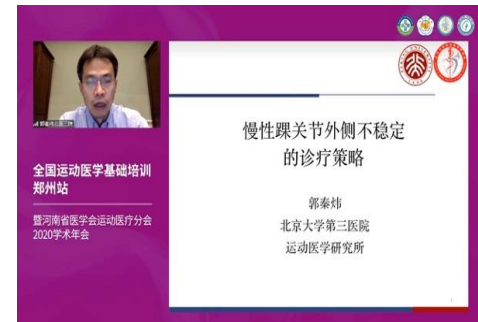 全国运动医学基础培训
郑州站
暨河南省医学会运动医疗分会
2020学术年会
慢性踝关节外侧不稳定
的诊疗策略
郭秦炜
北京大学第三医院
运动医学研究所